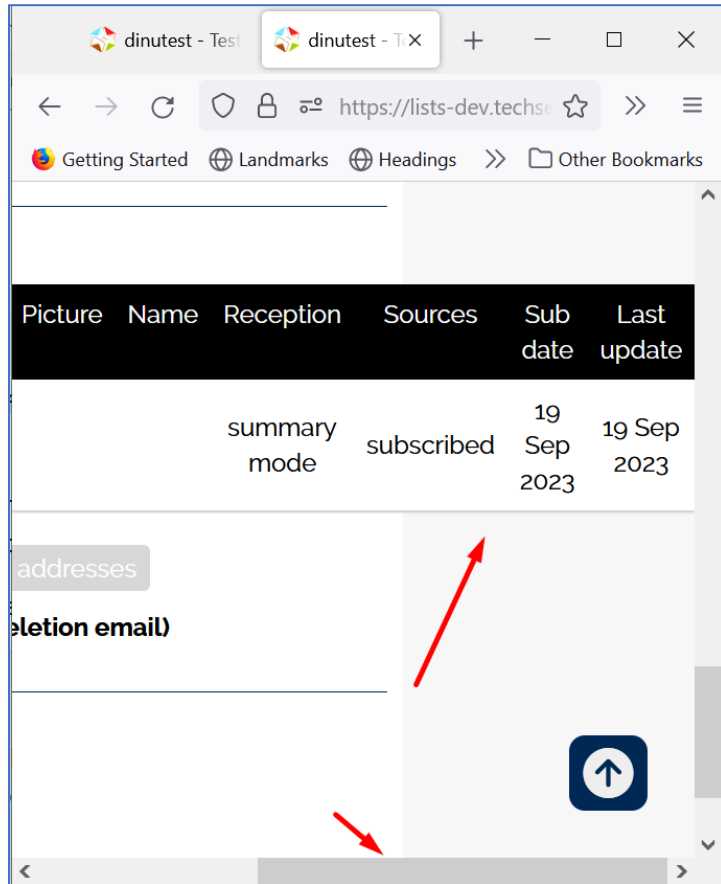 dinutest - Test dinutest - Te
https://lists-dev.techse
Getting Started Landmarks Headings Other Bookmarks
Picture Name Reception Sources Sub date Last update
summary mode subscribed 19 Sep 2023 19 Sep 2023
addresses
eletion email)